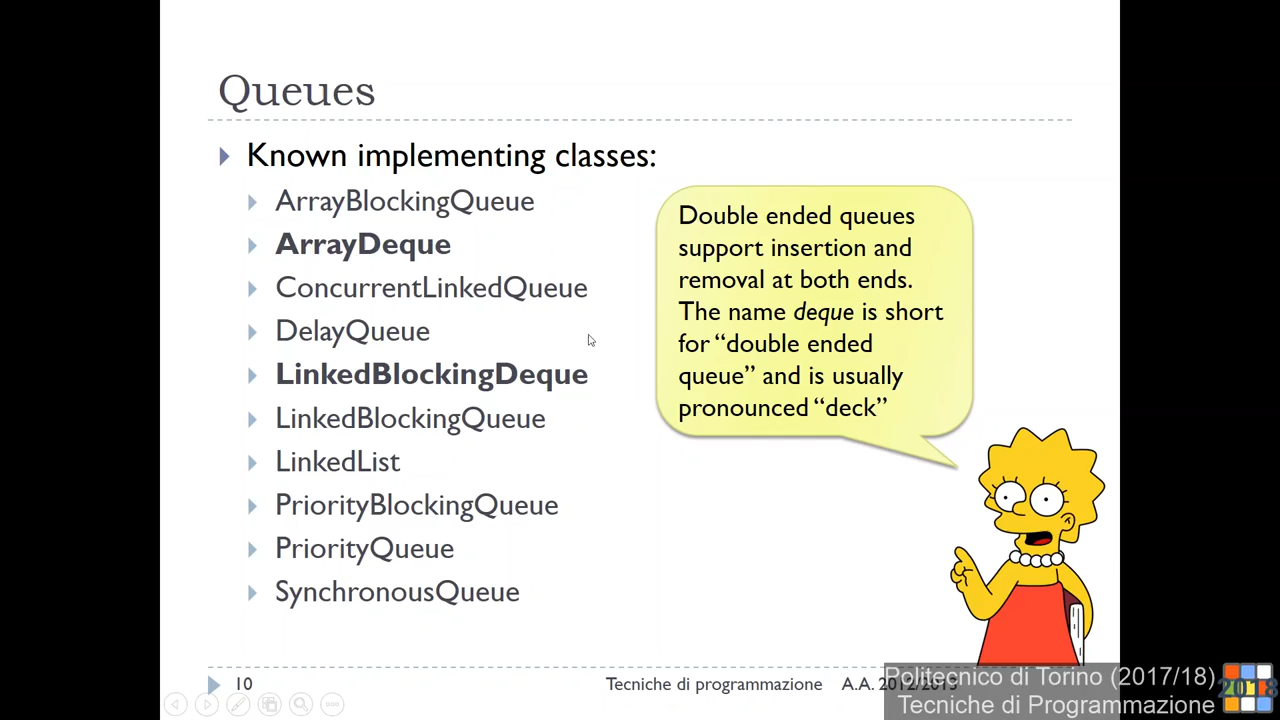 Queues
Known implementing classes:
ArrayBlockingQueue
ArrayDeque
ConcurrentLinkedQueue
DelayQueue
LinkedBlockingDeque
LinkedBlockingQueue
LinkedList
PriorityBlockingQueue
PriorityQueue
SynchronousQueue
Double ended queues
support insertion and
removal at both ends.
The name deque is short
for “double ended
queue” and is usually
pronounced “deck”
10
Tecniche di programmazione A.A. 2012/2013
Politecnico di Torino (2017/18)
Tecniche di Programmazione
2018